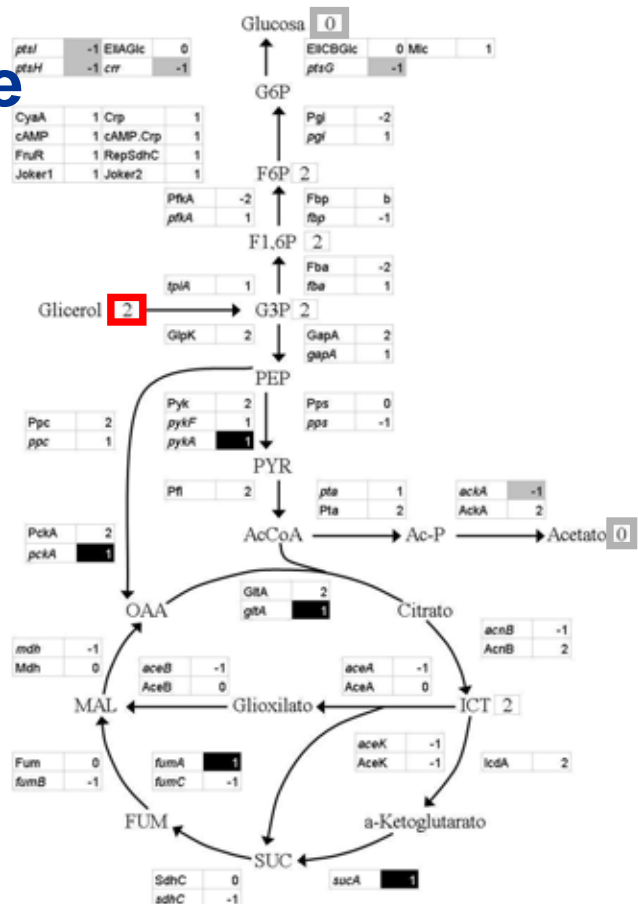 Glucosa 0
ptsI -1 EIIAGlc 0
ptsH -1 crr -1
EIICBGlc 0 Mlc 1
ptsG -1
e
G6P
CyaA 1 Crp 1
cAMP 1 cAMP.Crp 1
FruR 1 RepSdhC 1
Joker1 1 Joker2 1
Pgi -2
pgi 1
F6P 2
PfkA -2
pfkA 1
Fbp b
fbp -1
F1,6P 2
Fba -2
fba 1
tpiA 1
Glicerol 2
G3P 2
GlpK 2
GapA 2
gapA 1
PEP
Ppc 2
ppc 1
Pyk 2
pykF 1
pykA 1
Pps 0
pps -1
PYR
Pfl 2
pta 1
Pta 2
ackA -1
AckA 2
PckA 2
pckA 1
AcCoA
Ac-P
Acetato 0
GltA 2
gltA 1
OAA
Citrato
acnB -1
AcnB 2
mdh -1
Mdh 0
aceB -1
AceB 0
aceA -1
AceA 0
MAL
Glioxilato
ICT 2
aceK -1
AceK -1
IcdA 2
Fum 0
fumB -1
fumA 1
fumC -1
FUM
a-Ketoglutarato
SUC
SdhC 0
sdhC -1
sucA 1